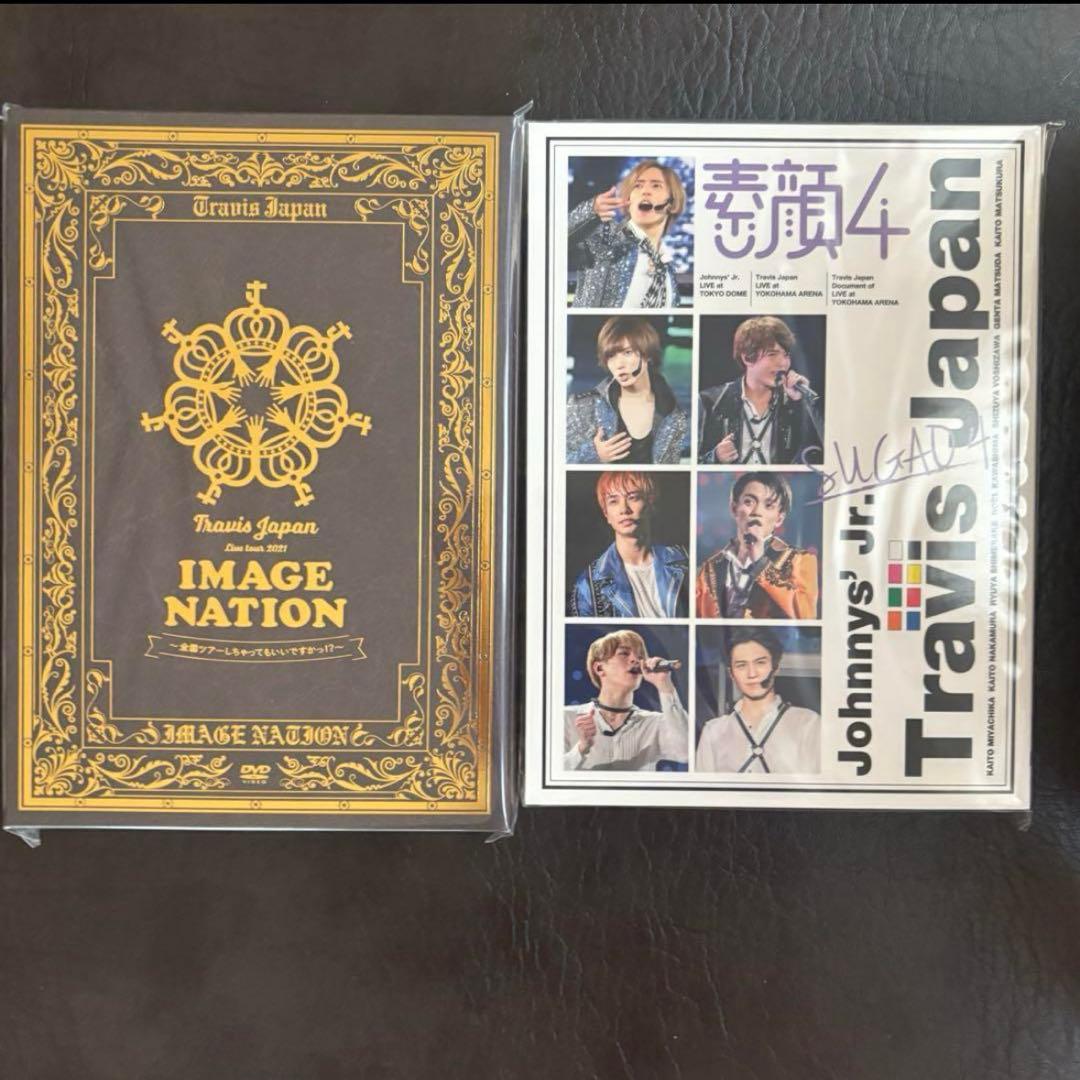 Travis Japan
Travis Japan
Live tour 2021
IMAGE
NATION
～全国ツアーしちゃってもいいですかっ!?～
IMAGE NATION
DVD
VIDEO
素顔4
Johnnys' Jr.
LIVE at
TOKYO DOME
Travis Japan
LIVE at
YOKOHAMA ARENA
Travis Japan
Document of
LIVE at
YOKOHAMA ARENA
SUGAO4
Johnnys' Jr.
Travis Japan
KAITO MIYACHIKA KAITO NAKAMURA RYUYA SHIMEKAKE NOEL KAWASHIMA SHIZUYA YOSHIZAWA GENTA MATSUDA KAITO MATSUKURA